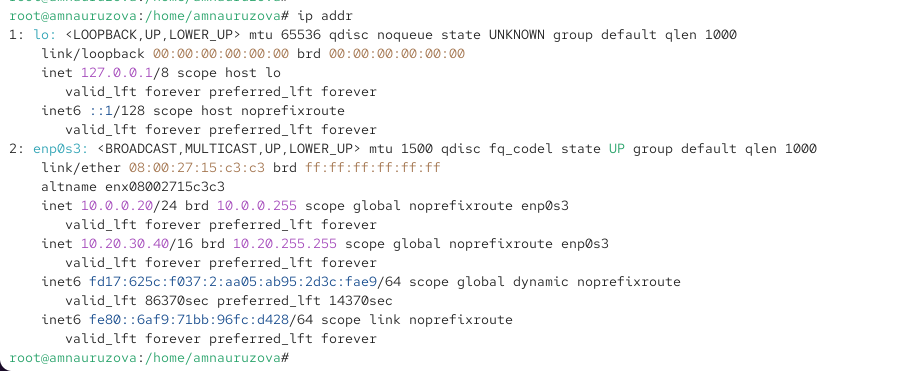 root@amnauruzova:/home/amnauruzova# ip addr
1: lo: <LOOPBACK,UP,LOWER_UP> mtu 65536 qdisc noqueue state UNKNOWN group default qlen 1000
    link/loopback 00:00:00:00:00:00 brd 00:00:00:00:00:00
    inet 127.0.0.1/8 scope host lo
       valid_lft forever preferred_lft forever
    inet6 ::1/128 scope host noprefixroute
       valid_lft forever preferred_lft forever
2: enp0s3: <BROADCAST,MULTICAST,UP,LOWER_UP> mtu 1500 qdisc fq_codel state UP group default qlen 1000
    link/ether 08:00:27:15:c3:c3 brd ff:ff:ff:ff:ff:ff
    altname enx08002715c3c3
    inet 10.0.0.20/24 brd 10.0.0.255 scope global noprefixroute enp0s3
       valid_lft forever preferred_lft forever
    inet 10.20.30.40/16 brd 10.20.255.255 scope global noprefixroute enp0s3
       valid_lft forever preferred_lft forever
    inet6 fd17:625c:f037:2:aa05:ab95:2d3c:fae9/64 scope global dynamic noprefixroute
       valid_lft 86370sec preferred_lft 14370sec
    inet6 fe80::6af9:71bb:96fc:d428/64 scope link noprefixroute
       valid_lft forever preferred_lft forever
root@amnauruzova:/home/amnauruzova#